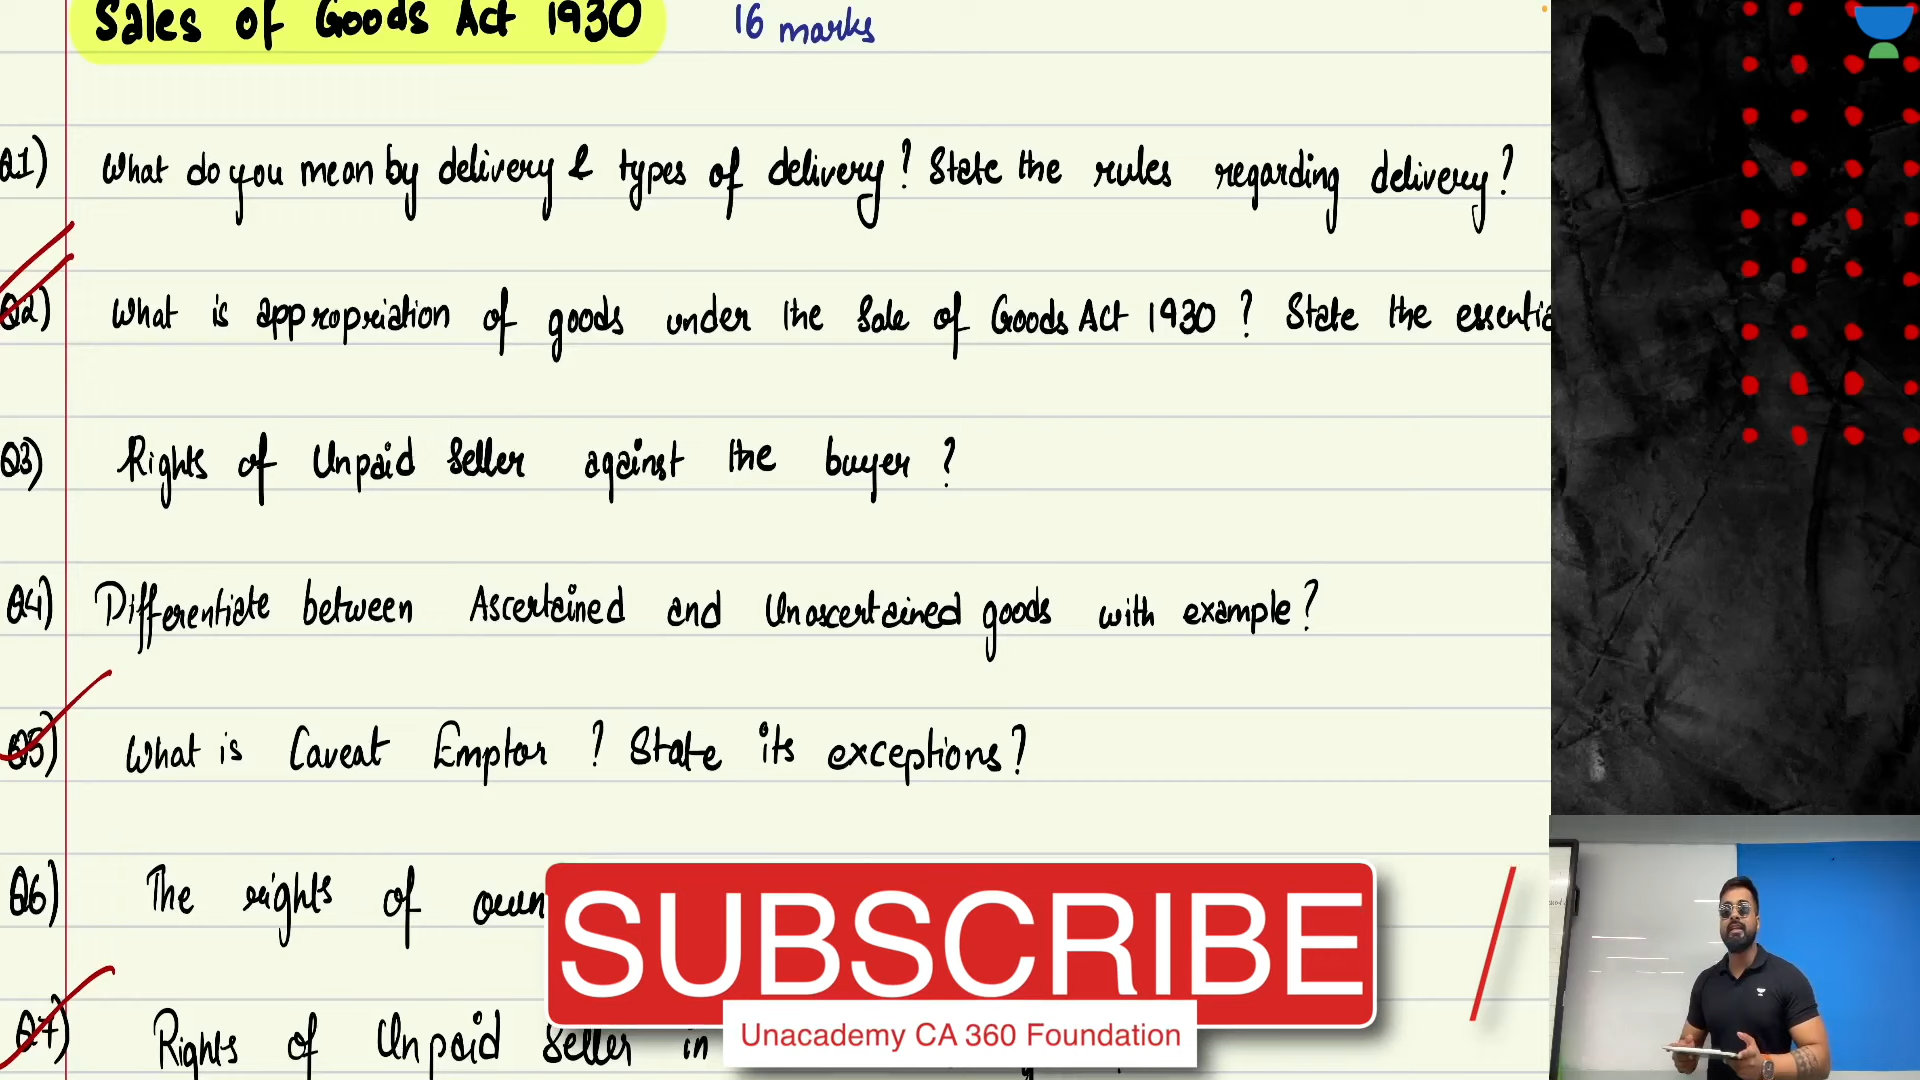 Sales of Goods Act 1930 16 marks
Q1) What do you mean by delivery & types of delivery? State the rules regarding delivery?
Q2) What is appropriation of goods under the Sale of Goods Act 1930? State the essentia
Q3) Rights of Unpaid Seller against the buyer?
Q4) Differentiate between Ascertained and Unascertained goods with example?
Q5) What is Caveat Emptor? State its exceptions?
Q6) The rights of
SUBSCRIBE
Q7) Rights of Unpaid Seller in
Unacademy CA 360 Foundation